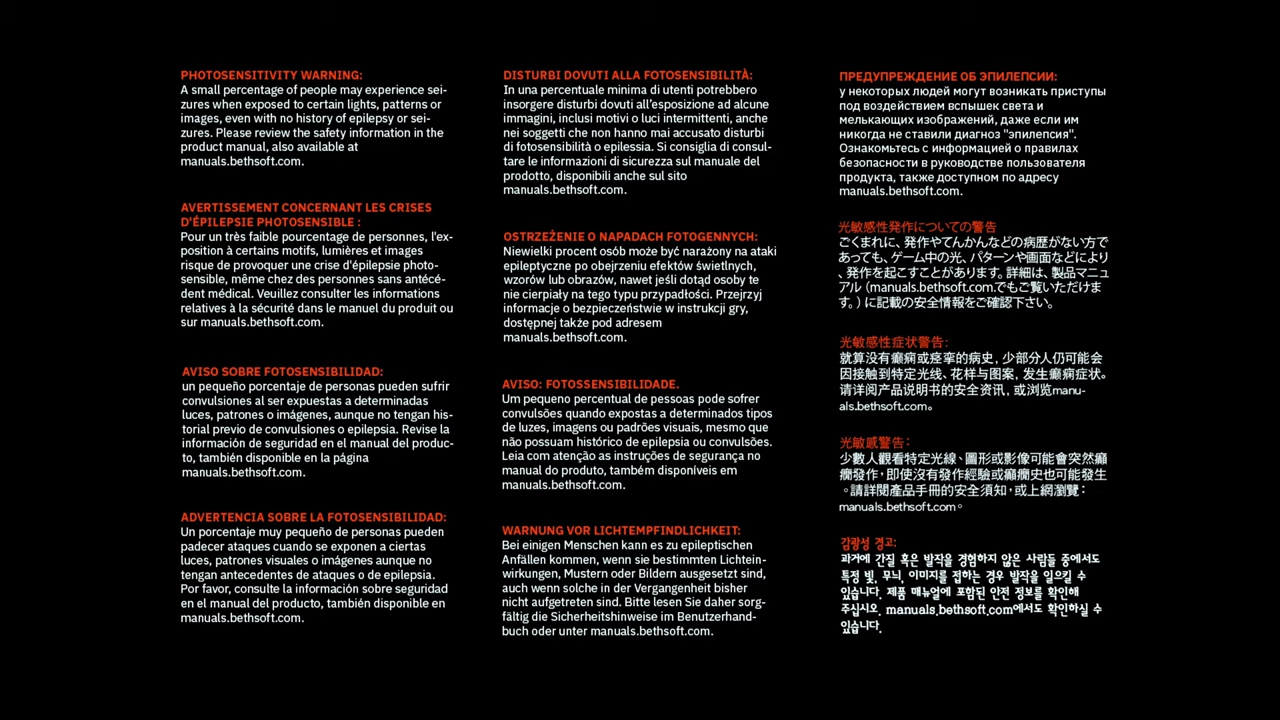 PHOTOSENSITIVITY WARNING:
A small percentage of people may experience sei-
zures when exposed to certain lights, patterns or
images, even with no history of epilepsy or sei-
zures. Please review the safety information in the
product manual, also available at
manuals.bethsoft.com.
AVERTISSEMENT CONCERNANT LES CRISES
D'ÉPILEPSIE PHOTOSENSIBLE :
Pour un très faible pourcentage de personnes, l'ex-
position à certains motifs, lumières et images
risque de provoquer une crise d'épilepsie photo-
sensible, même chez des personnes sans antécé-
dent médical. Veuillez consulter les informations
relatives à la sécurité dans le manuel du produit ou
sur manuals.bethsoft.com.
AVISO SOBRE FOTOSENSIBILIDAD:
un pequeño porcentaje de personas pueden sufrir
convulsiones al ser expuestas a determinadas
luces, patrones o imágenes, aunque no tengan his-
torial previo de convulsiones o epilepsia. Revise la
información de seguridad en el manual del produc-
to, también disponible en la página
manuals.bethsoft.com.
ADVERTENCIA SOBRE LA FOTOSENSIBILIDAD:
Un porcentaje muy pequeño de personas pueden
padecer ataques cuando se exponen a ciertas
luces, patrones visuales o imágenes aunque no
tengan antecedentes de ataques o de epilepsia.
Por favor, consulte la información sobre seguridad
en el manual del producto, también disponible en
manuals.bethsoft.com.
DISTURBI DOVUTI ALLA FOTOSENSIBILITÀ:
In una percentuale minima di utenti potrebbero
insorgere disturbi dovuti all'esposizione ad alcune
immagini, inclusi motivi o luci intermittenti, anche
nei soggetti che non hanno mai accusato disturbi
di fotosensibilità o epilessia. Si consiglia di consul-
tare le informazioni di sicurezza sul manuale del
prodotto, disponibili anche sul sito
manuals.bethsoft.com.
OSTRZEŻENIE O NAPADACH FOTOGENNYCH:
Niewielki procent osób może być narażony na ataki
epileptyczne po obejrzeniu efektów świetlnych,
wzorów lub obrazów, nawet jeśli dotąd osoby te
nie cierpiały na tego typu przypadłości. Przejrzyj
informacje o bezpieczeństwie w instrukcji gry,
dostępnej także pod adresem
manuals.bethsoft.com.
AVISO: FOTOSSENSIBILIDADE.
Um pequeno percentual de pessoas pode sofrer
convulsões quando expostas a determinados tipos
de luzes, imagens ou padrões visuais, mesmo que
não possuam histórico de epilepsia ou convulsões.
Leia com atenção as instruções de segurança no
manual do produto, também disponíveis em
manuals.bethsoft.com.
WARNUNG VOR LICHTEMPFINDLICHKEIT:
Bei einigen Menschen kann es zu epileptischen
Anfällen kommen, wenn sie bestimmten Lichtein-
wirkungen, Mustern oder Bildern ausgesetzt sind,
auch wenn solche in der Vergangenheit bisher
nicht aufgetreten sind. Bitte lesen Sie daher sorg-
fältig die Sicherheitshinweise im Benutzerhand-
buch oder unter manuals.bethsoft.com.
ПРЕДУПРЕЖДЕНИЕ ОБ ЭПИЛЕПСИИ:
у некоторых людей могут возникать приступы
под воздействием вспышек света и
мелькающих изображений, даже если им
никогда не ставили диагноз "эпилепсия".
Ознакомьтесь с информацией о правилах
безопасности в руководстве пользователя
продукта, также доступном по адресу
manuals.bethsoft.com.
光敏感性発作についての警告
ごくまれに、発作やてんかんなどの病歴がない方で
あっても、ゲーム中の光、パターンや画面などにより
、発作を起こすことがあります。詳細は、製品マニュ
アル（manuals.bethsoft.comでもご覧いただけま
す。）に記載の安全情報をご確認下さい。
光敏感性症状警告：
就算没有癫痫或痉挛的病史，少部分人仍可能会
因接触到特定光线、花样与图案，发生癫痫症状。
请详阅产品说明书的安全资讯，或浏览manu-
als.bethsoft.com。
光敏感警告：
少數人觀看特定光線、圖形或影像可能會突然癲
癇發作，即使沒有發作經驗或癲癇史也可能發生
。請詳閱產品手冊的安全須知，或上網瀏覽：
manuals.bethsoft.com。
감광성 경고:
과거에 간질 혹은 발작을 경험하지 않은 사람들 중에서도
특정 빛, 무늬, 이미지를 접하는 경우 발작을 일으킬 수
있습니다. 제품 매뉴얼에 포함된 안전 정보를 확인해
주십시오. manuals.bethsoft.com에서도 확인하실 수
있습니다.